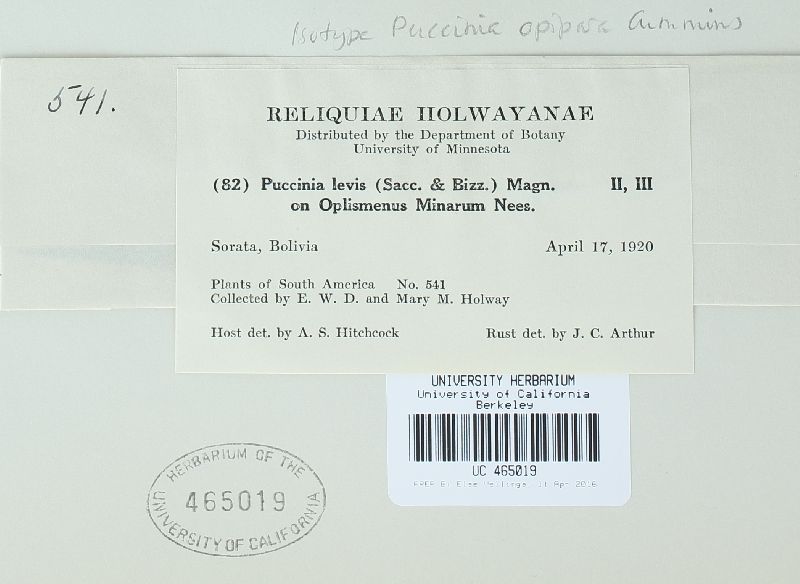 Isotype Puccinia opipara Cummins
541.
RELIQUIAE HOLWAYANAE
Distributed by the Department of Botany
University of Minnesota
(82) Puccinia levis (Sacc. & Bizz.) Magn. II, III
on Oplismenus Minarum Nees.
Sorata, Bolivia April 17, 1920
Plants of South America No. 541
Collected by E. W. D. and Mary M. Holway
Host det. by A. S. Hitchcock Rust det. by J. C. Arthur
UNIVERSITY HERBARIUM
University of California
Berkeley
UC 465019
11 Apr 2016
HERBARIUM OF THE
465019
UNIVERSITY OF CALIFORNIA